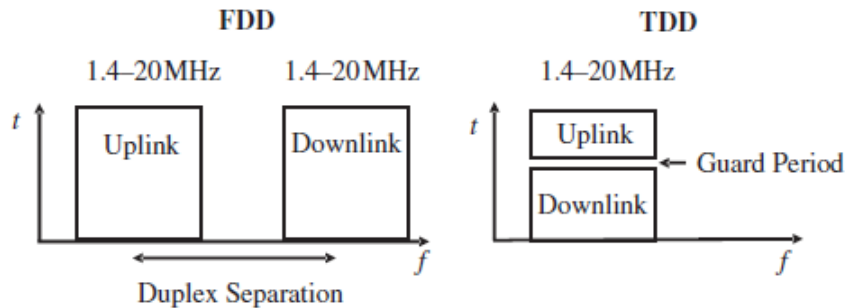 FDD
1.4–20 MHz 1.4–20 MHz
t
Uplink
Downlink
f
Duplex Separation
TDD
1.4–20 MHz
t
Uplink
Guard Period
Downlink
f